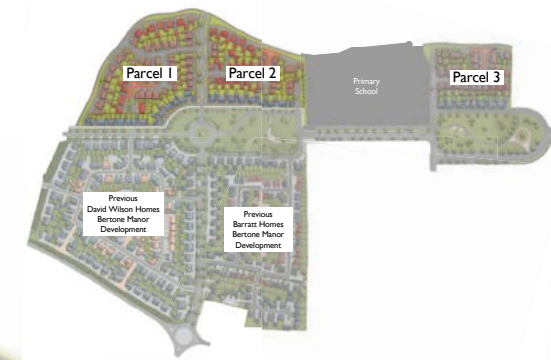 Parcel 1
Parcel 2
Primary
School
Parcel 3
Previous
David Wilson Homes
Bertone Manor
Development
Previous
Barratt Homes
Bertone Manor
Development